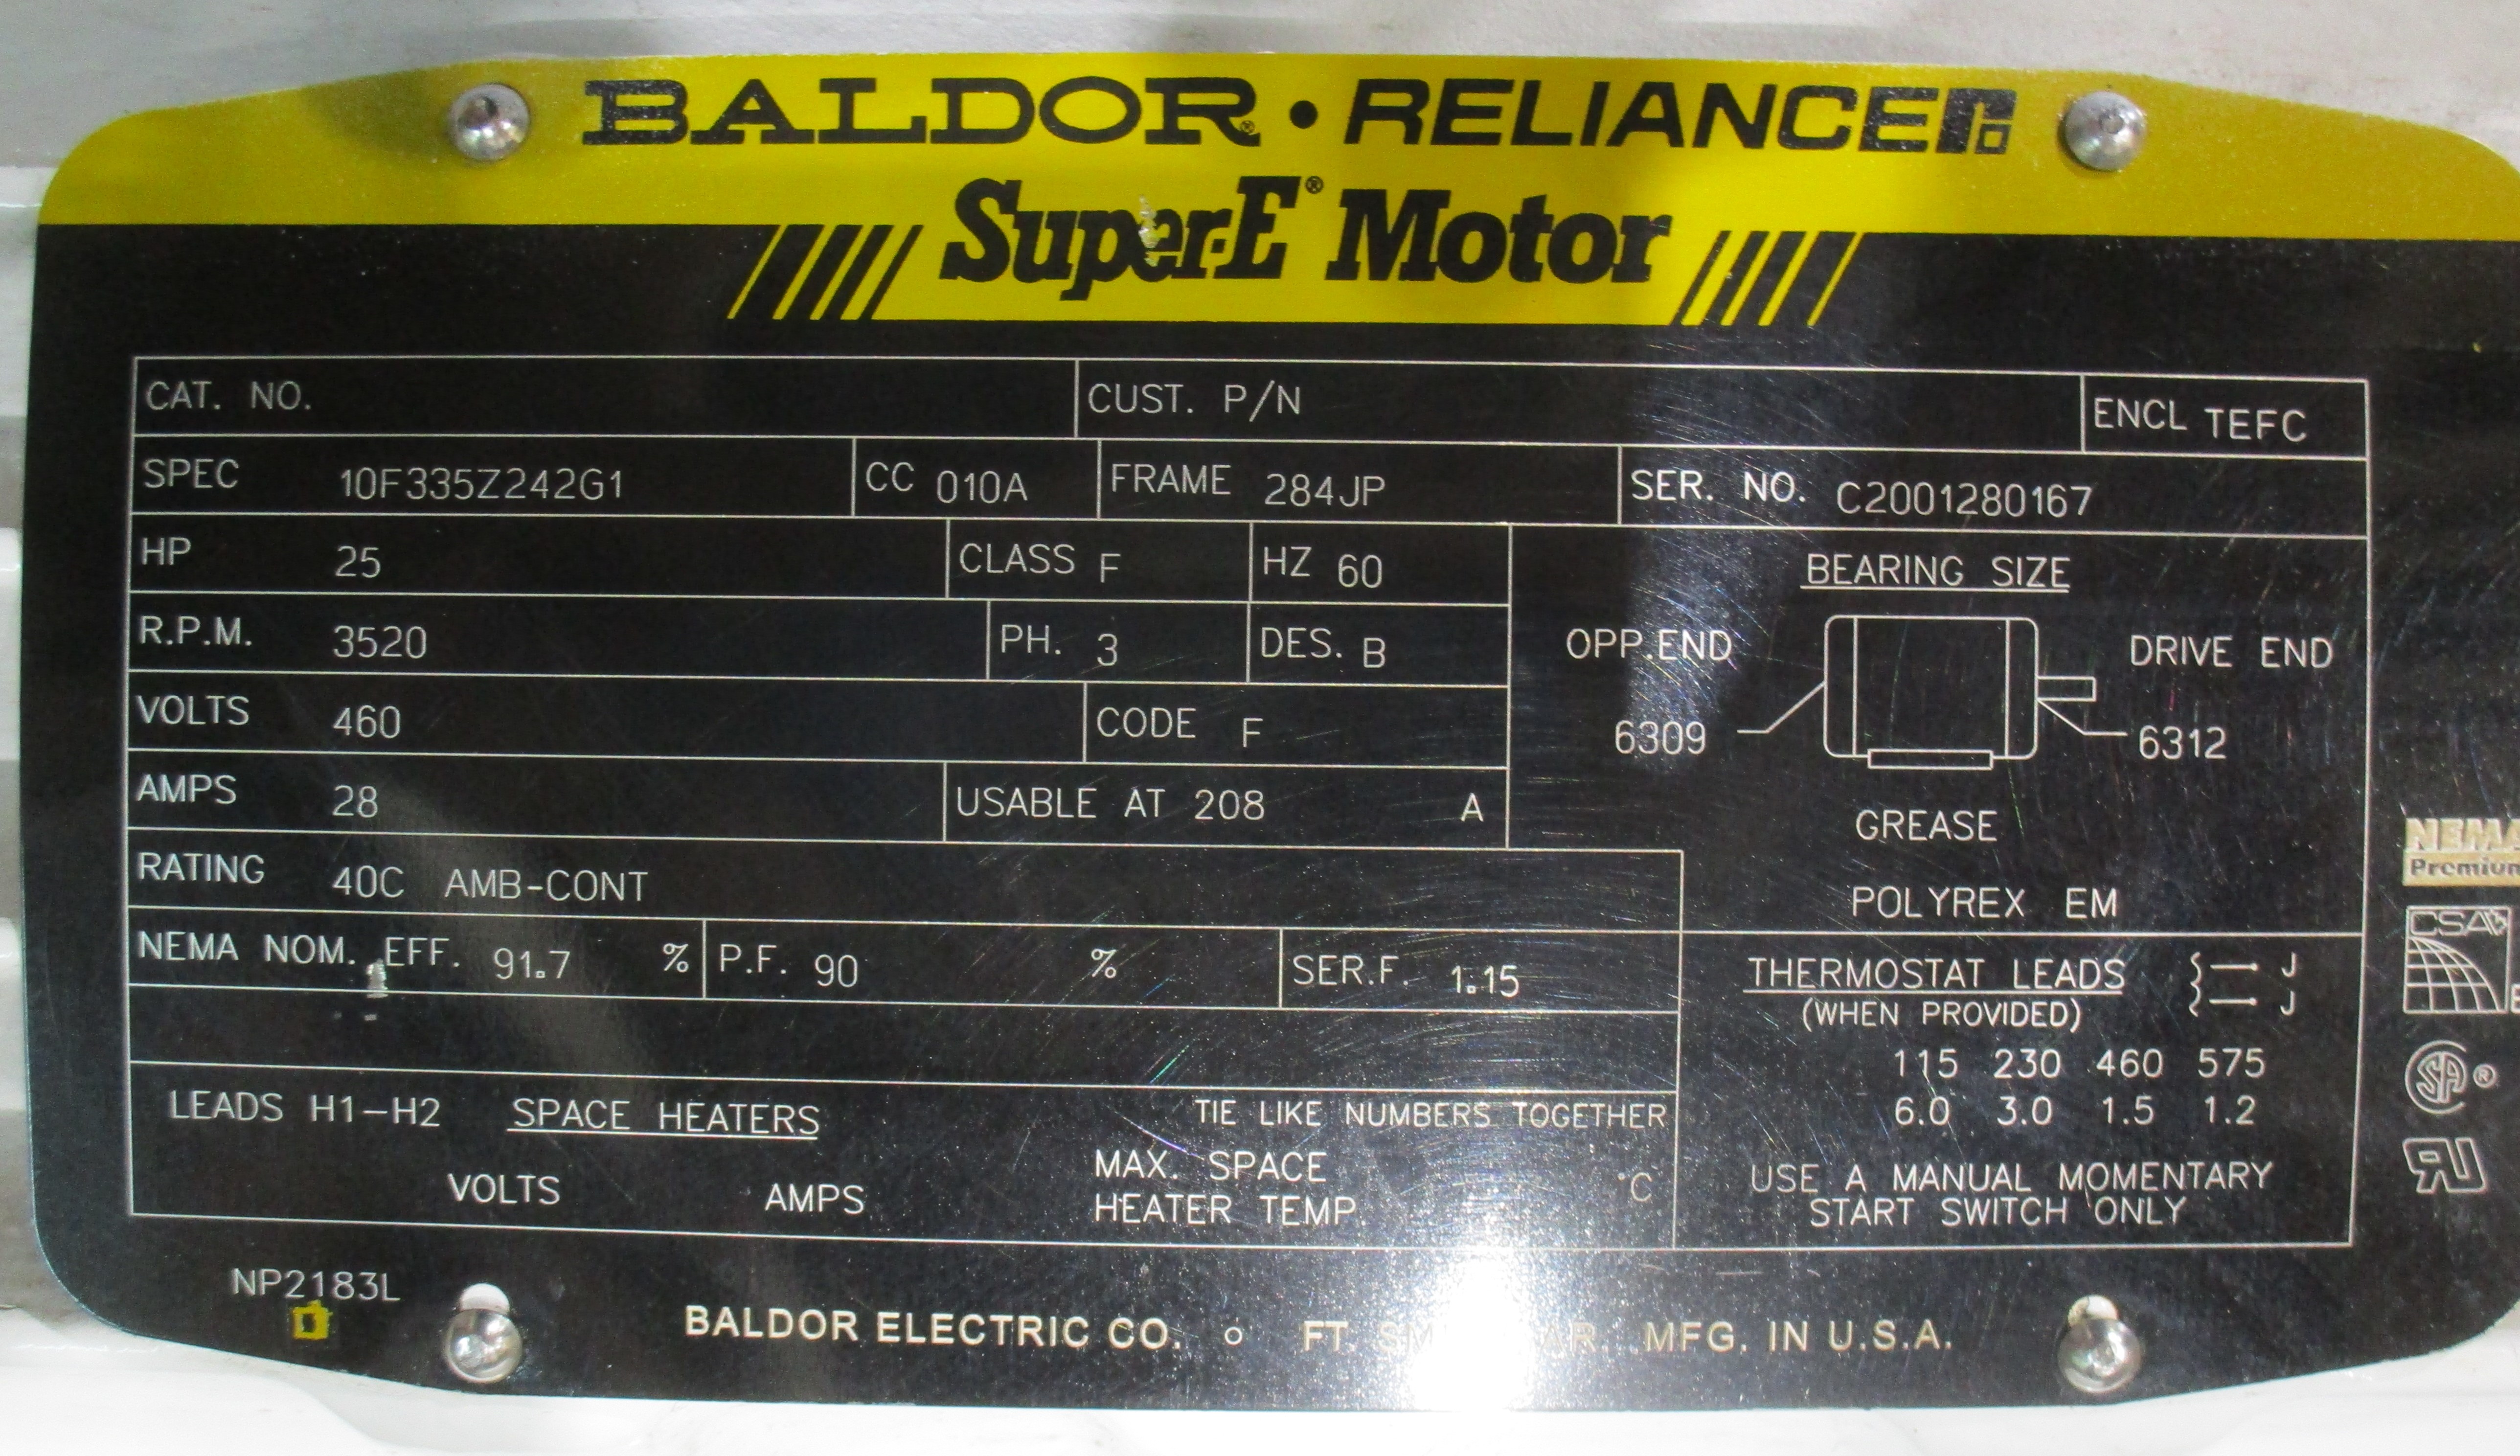 BALDOR® • RELIANCE
Super-E® Motor
CAT. NO. CUST. P/N ENCL TEFC
SPEC 10F335Z242G1 CC 010A FRAME 284JP SER. NO. C2001280167
HP 25 CLASS F HZ 60
R.P.M. 3520 PH. 3 DES. B
VOLTS 460 CODE F
AMPS 28 USABLE AT 208 A
RATING 40C AMB-CONT
NEMA NOM. EFF. 91.7 % P.F. 90 % SER.F. 1.15
LEADS H1-H2 SPACE HEATERS TIE LIKE NUMBERS TOGETHER
VOLTS AMPS MAX. SPACE
HEATER TEMP °C
BEARING SIZE
OPP.END DRIVE END
6309 6312
GREASE
POLYREX EM
THERMOSTAT LEADS J
(WHEN PROVIDED) J
115 230 460 575
6.0 3.0 1.5 1.2
USE A MANUAL MOMENTARY
START SWITCH ONLY
Premium
CSA
SA®
NP2183L
BALDOR ELECTRIC CO. FT. AR. MFG. IN U.S.A.